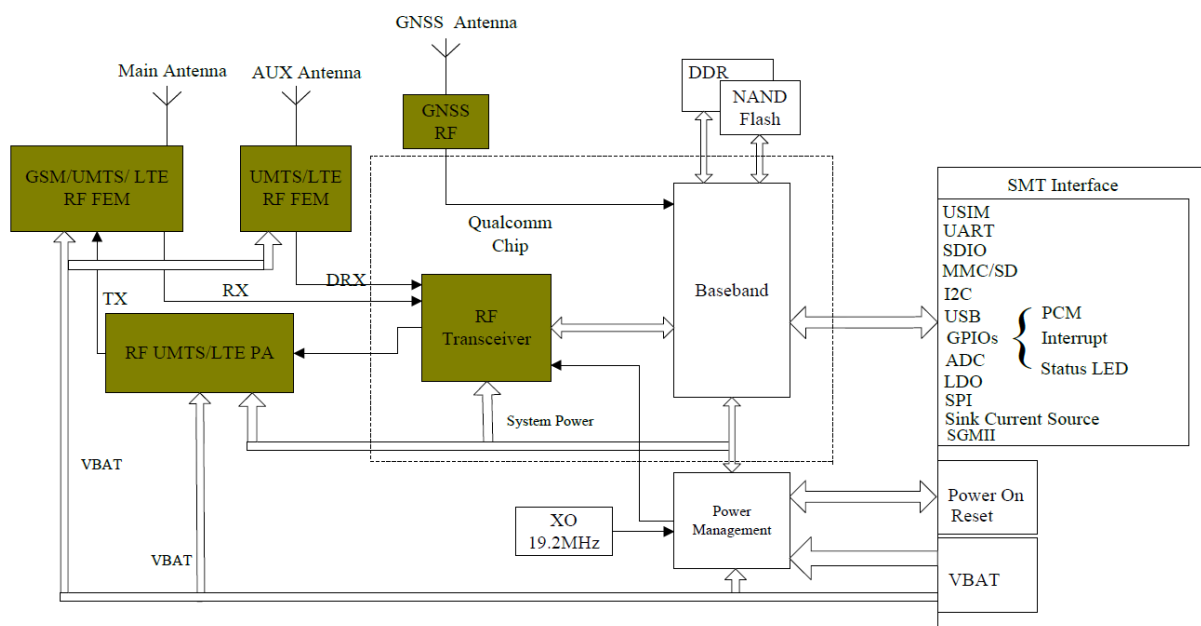 GNSS Antenna
Main Antenna
AUX Antenna
DDR
NAND
Flash
GNSS
RF
GSM/UMTS/ LTE
RF FEM
UMTS/LTE
RF FEM
SMT Interface
Qualcomm
Chip
USIM
UART
SDIO
MMC/SD
I2C
USB
GPIOs
ADC
LDO
SPI
Sink Current Source
SGMII
PCM
Interrupt
Status LED
Baseband
DRX
RX
TX
RF
Transceiver
RF UMTS/LTE PA
System Power
VBAT
VBAT
XO
19.2MHz
Power
Management
Power On
Reset
VBAT